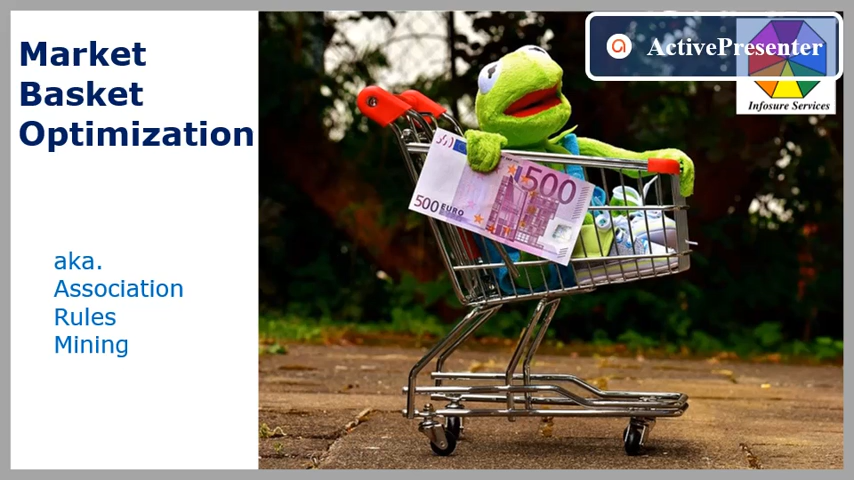 Market
Basket
Optimization
aka.
Association
Rules
Mining
ActivePresenter
Infosure Services
500
500 EURO